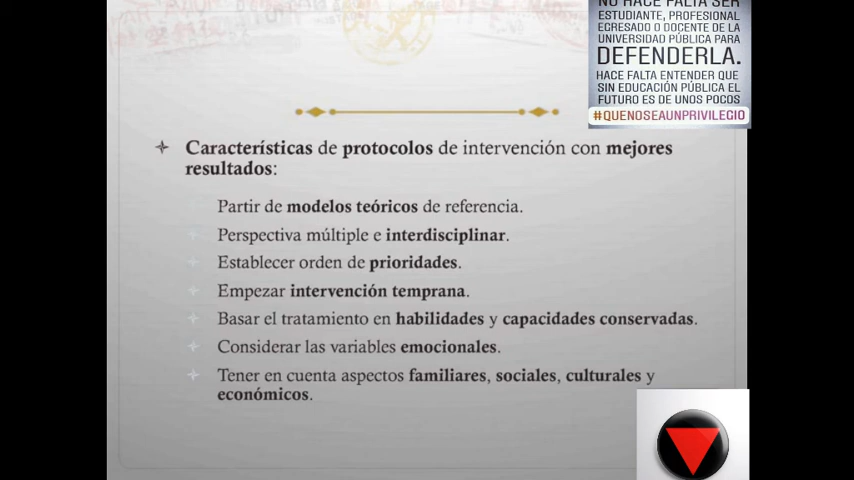 NO HACE FALTA SER
ESTUDIANTE, PROFESIONAL
EGRESADO O DOCENTE DE LA
UNIVERSIDAD PÚBLICA PARA
DEFENDERLA.
HACE FALTA ENTENDER QUE
SIN EDUCACIÓN PÚBLICA EL
FUTURO ES DE UNOS POCOS
#QUENOSEAUNPRIVILEGIO
Características de protocolos de intervención con mejores
resultados:
Partir de modelos teóricos de referencia.
Perspectiva múltiple e interdisciplinar.
Establecer orden de prioridades.
Empezar intervención temprana.
Basar el tratamiento en habilidades y capacidades conservadas.
Considerar las variables emocionales.
Tener en cuenta aspectos familiares, sociales, culturales y
económicos.